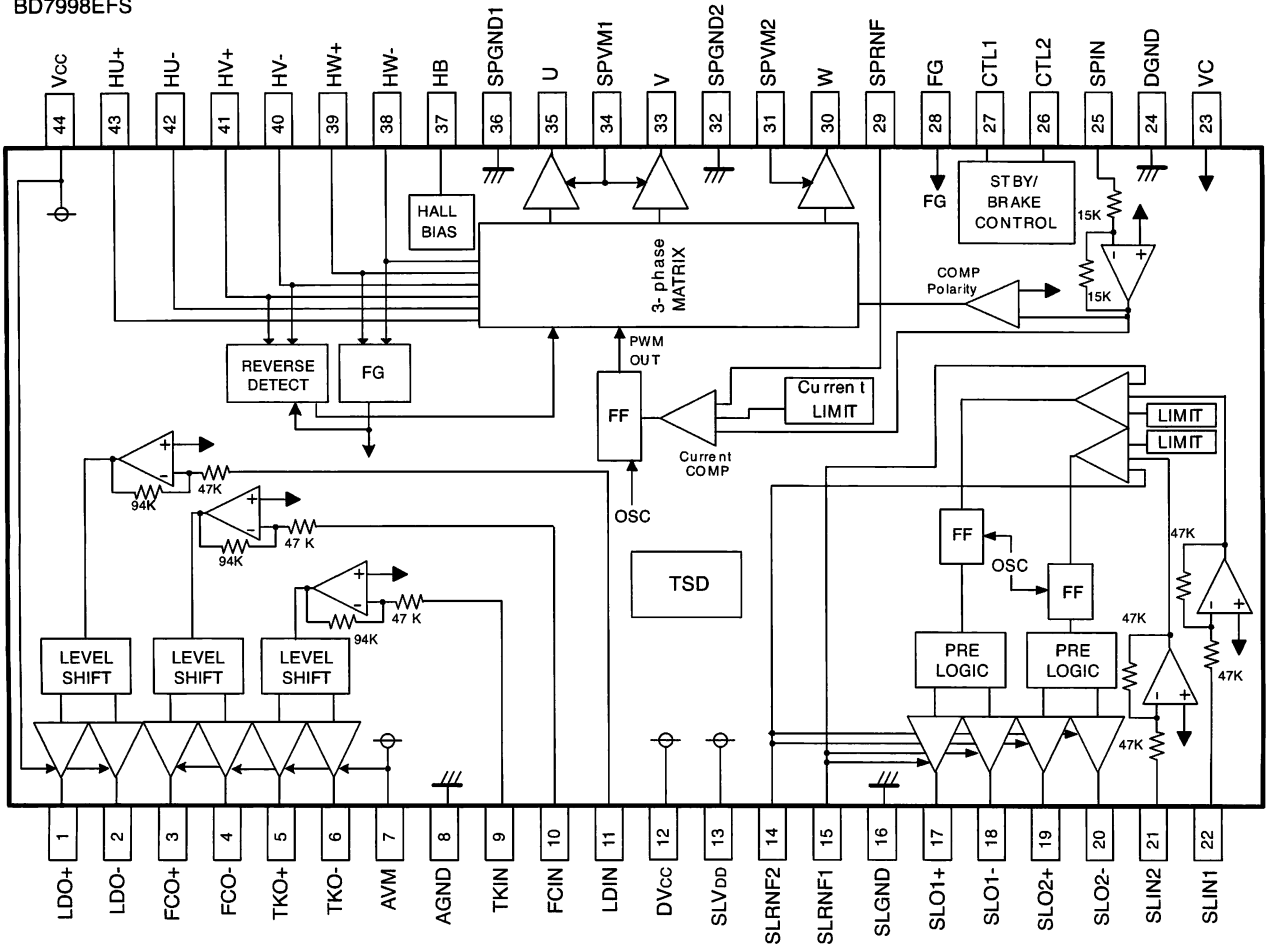 BD7998EFS
VCC
HU+
HU-
HV+
HV-
HW+
HW-
HB
SPGND1
U
SPVM1
V
SPGND2
SPVM2
W
SPRNF
FG
CTL1
CTL2
SPIN
DGND
VC
44
43
42
41
40
39
38
37
36
35
34
33
32
31
30
29
28
27
26
25
24
23
HALL
BIAS
FG
STBY/
BRAKE
CONTROL
15K
- +
15K
3- phase
MATRIX
COMP
Polarity
REVERSE
DETECT
FG
PWM
OUT
FF
Current
LIMIT
Current
COMP
OSC
LIMIT
LIMIT
+
-
47K
94K
+
-
47 K
94K
+
-
47 K
94K
TSD
FF
OSC
FF
47K
- +
47K
47K
- +
47K
LEVEL
SHIFT
LEVEL
SHIFT
LEVEL
SHIFT
PRE
LOGIC
PRE
LOGIC
1
2
3
4
5
6
7
8
9
10
11
12
13
14
15
16
17
18
19
20
21
22
LDO+
LDO-
FCO+
FCO-
TKO+
TKO-
AVM
AGND
TKIN
FCIN
LDIN
DVCC
SLVDD
SLRNF2
SLRNF1
SLGND
SLO1+
SLO1-
SLO2+
SLO2-
SLIN2
SLIN1